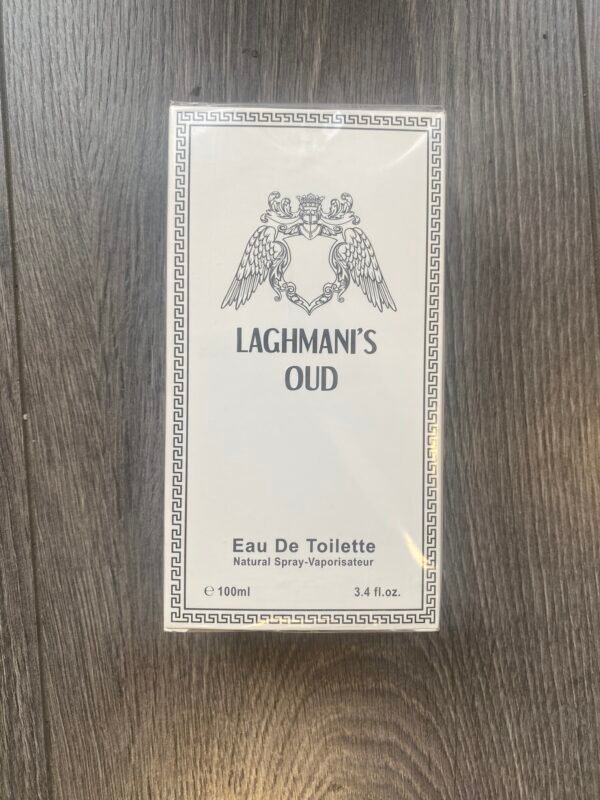 LAGHMANI'S
OUD
Eau De Toilette
Natural Spray-Vaporisateur
℮ 100ml
3.4 fl.oz.